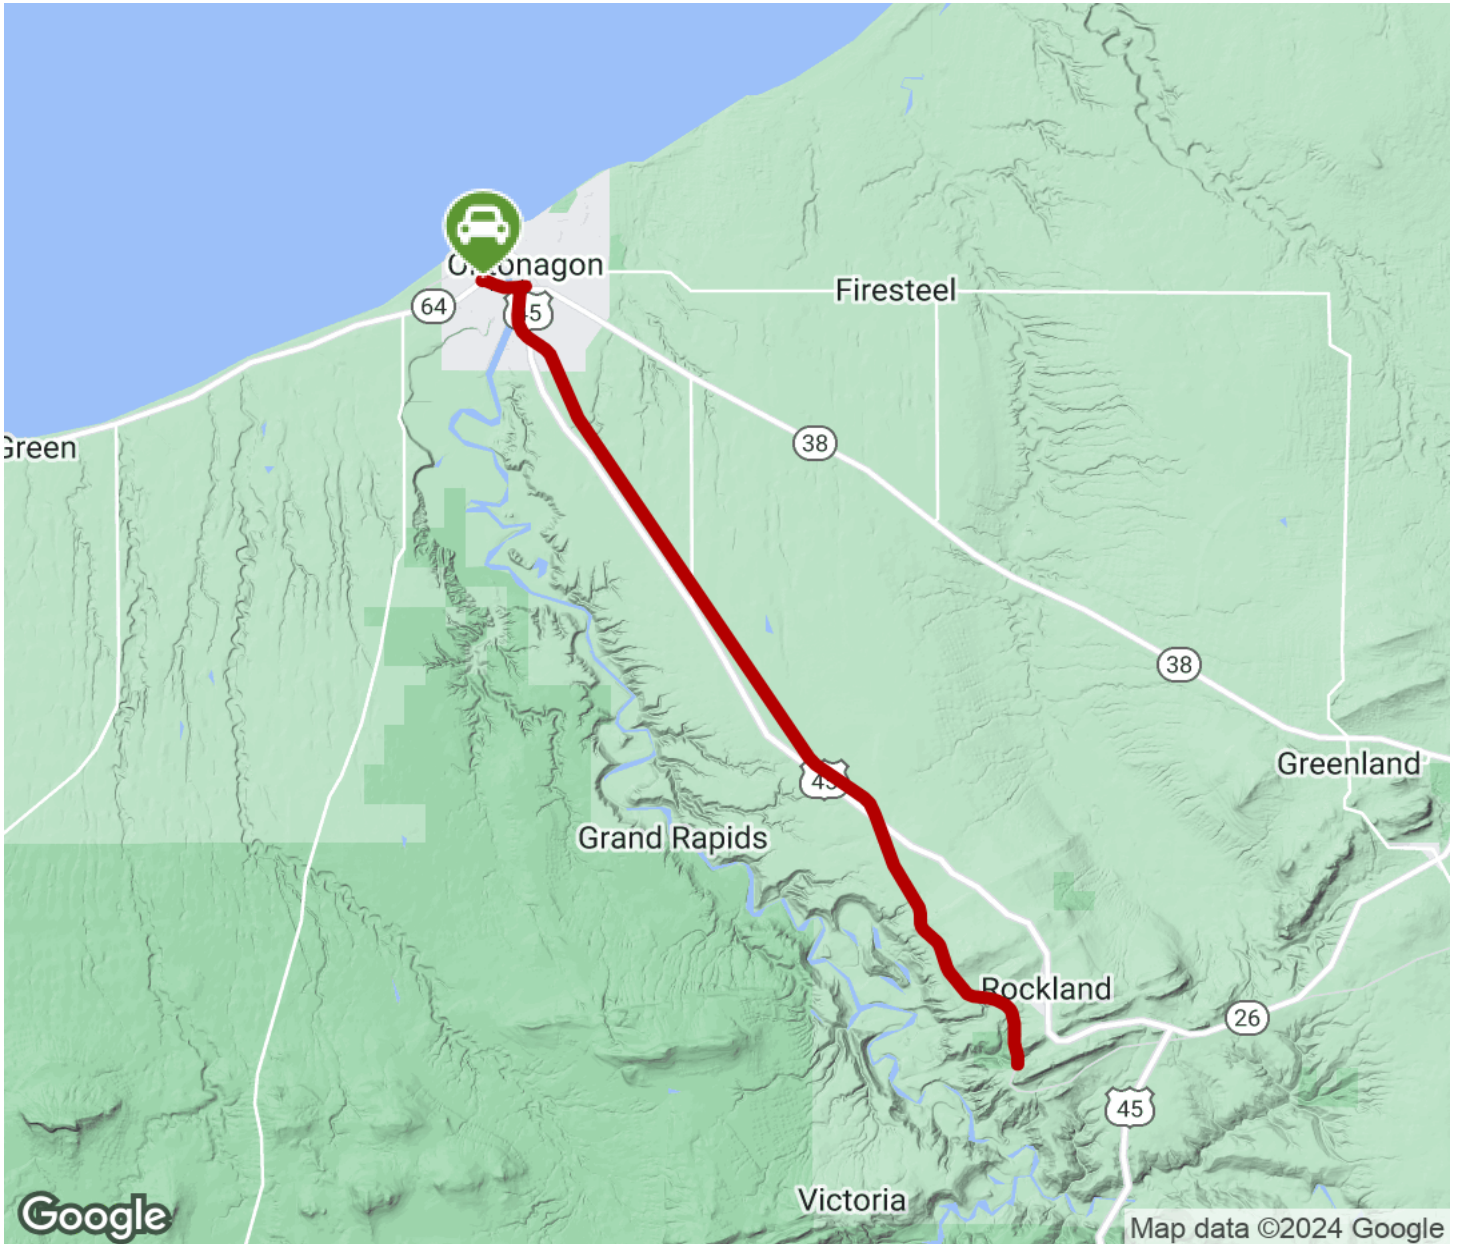 Ontonagon
Firesteel
64
45
38
Green
38
Greenland
45
Grand Rapids
Rockland
26
45
Victoria
Google
Map data ©2024 Google